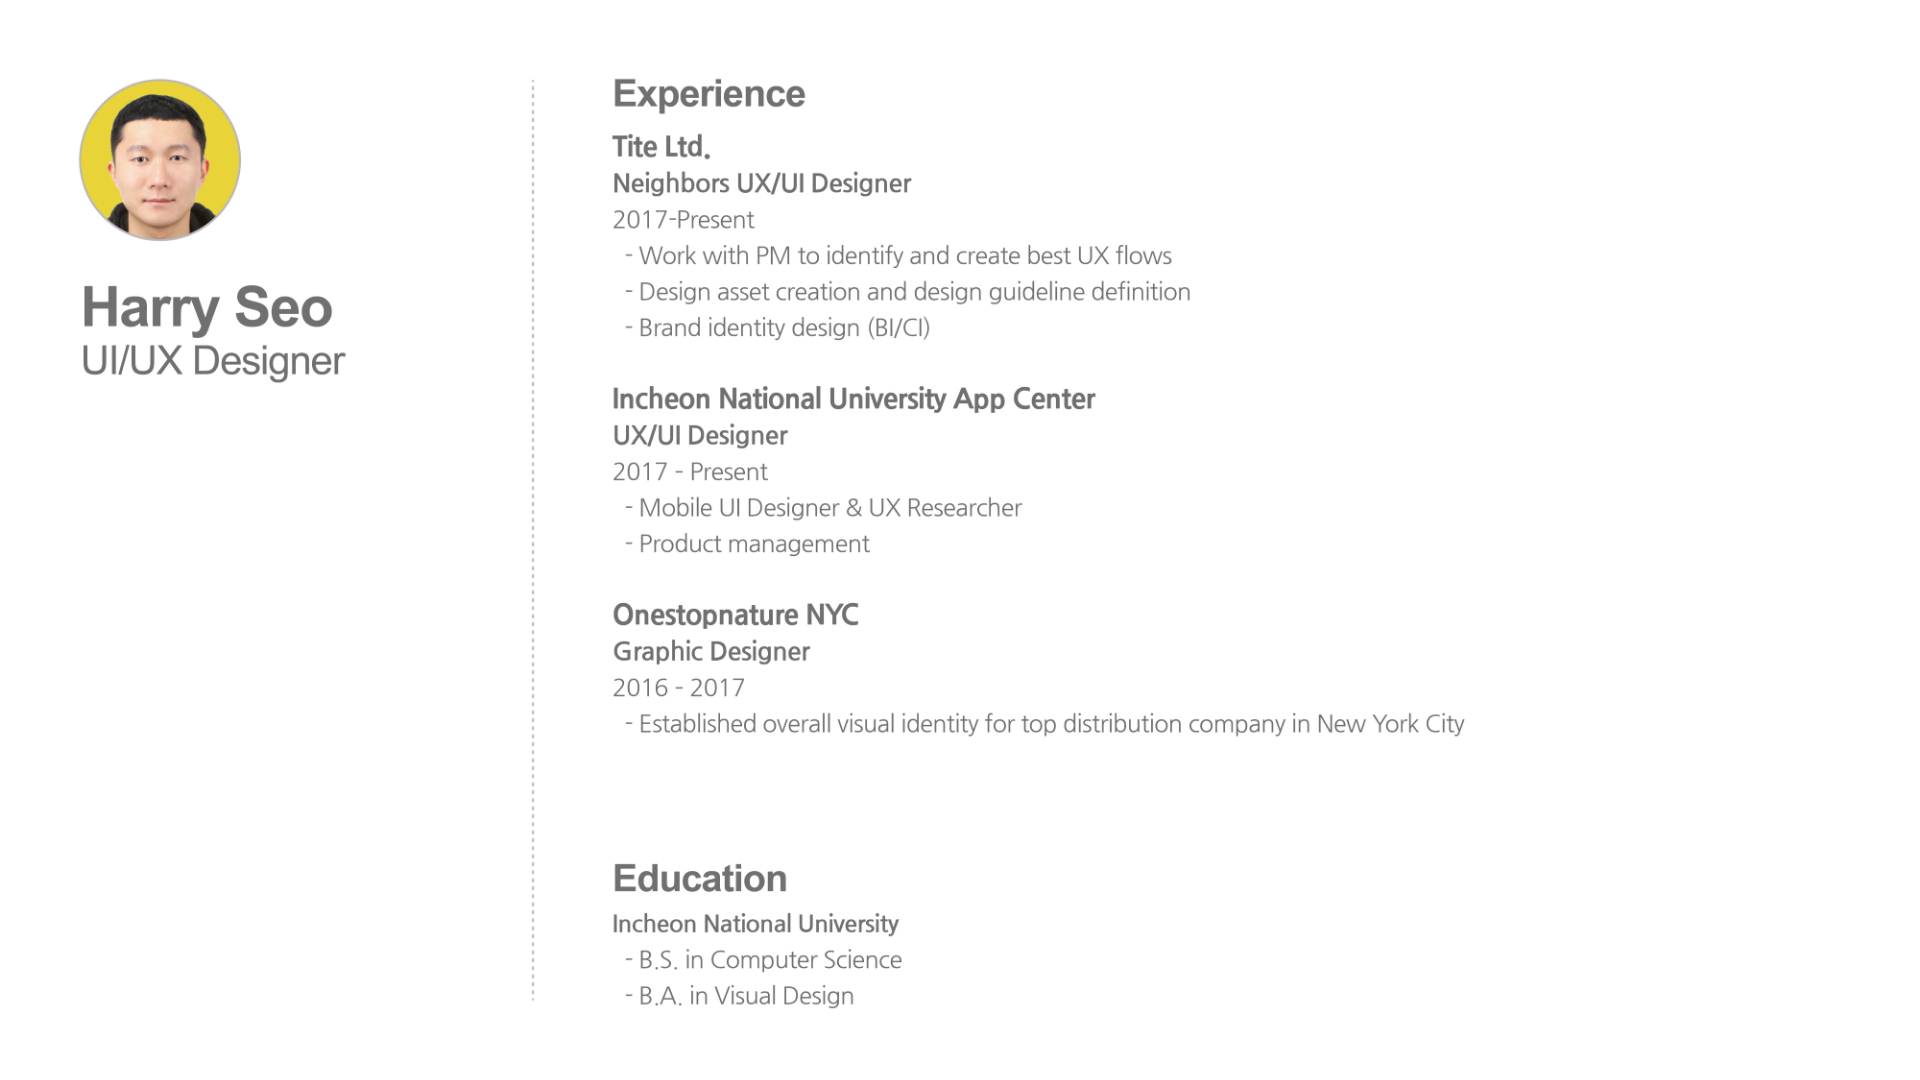 Harry Seo
UI/UX Designer
Experience
Tite Ltd.
Neighbors UX/UI Designer
2017-Present
- Work with PM to identify and create best UX flows
- Design asset creation and design guideline definition
- Brand identity design (BI/CI)
Incheon National University App Center
UX/UI Designer
2017 - Present
- Mobile UI Designer & UX Researcher
- Product management
Onestopnature NYC
Graphic Designer
2016 - 2017
- Established overall visual identity for top distribution company in New York City
Education
Incheon National University
- B.S. in Computer Science
- B.A. in Visual Design